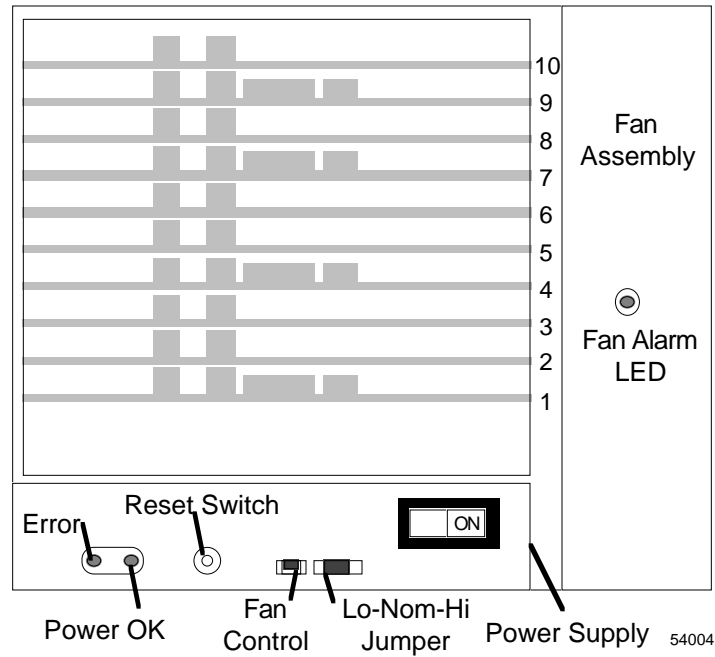 10
9
8
7
6
5
4
3
2
1
Fan
Assembly
Fan Alarm
LED
Error
Reset Switch
ON
Power OK
Fan
Control
Lo-Nom-Hi
Jumper
Power Supply
54004